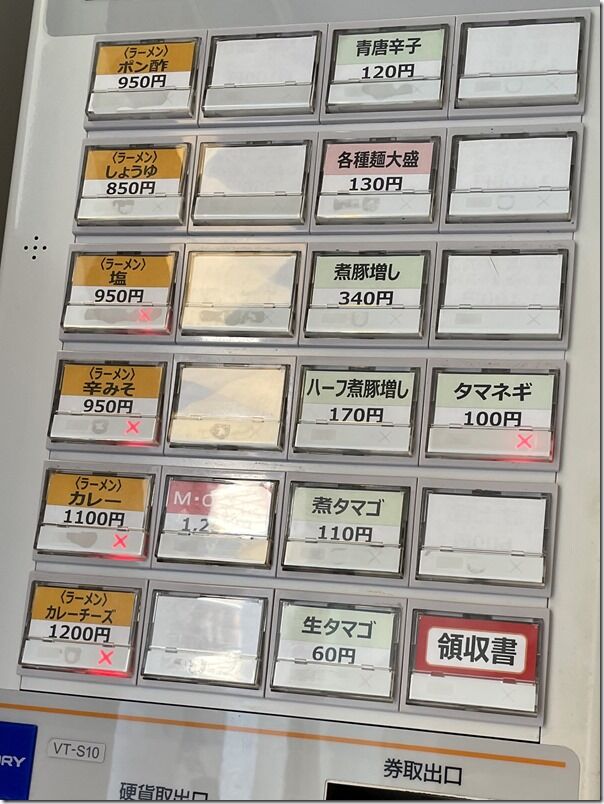 〈ラーメン〉
ポン酢
950円
青唐辛子
120円
〈ラーメン〉
しょうゆ
850円
各種麺大盛
130円
〈ラーメン〉
塩
950円
煮豚増し
340円
〈ラーメン〉
辛みそ
950円
ハーフ煮豚増し
170円
タマネギ
100円
〈ラーメン〉
カレー
1100円
煮タマゴ
110円
〈ラーメン〉
カレーチーズ
1200円
生タマゴ
60円
領収書
VT-S10
硬貨取出口
券取出口